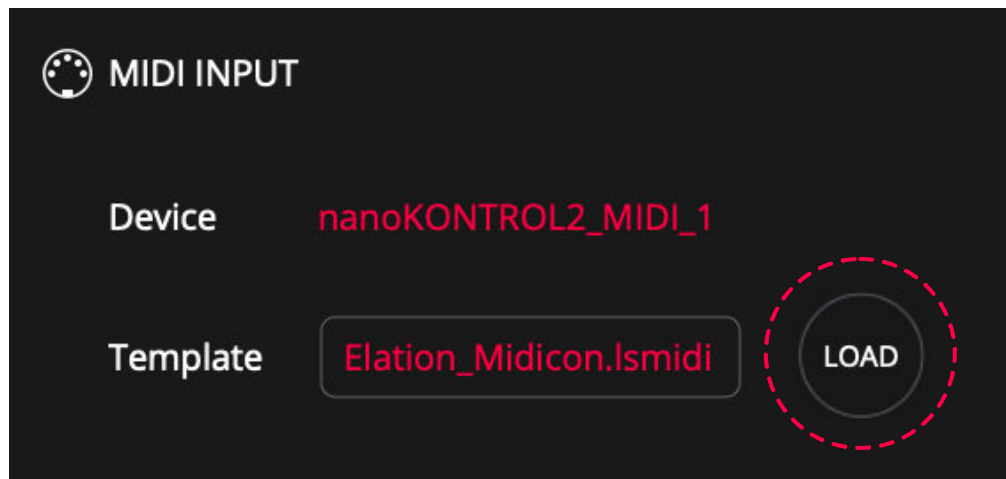 MIDI INPUT
Device nanoKONTROL2_MIDI_1
Template Elation_Midicon.lsmidi LOAD